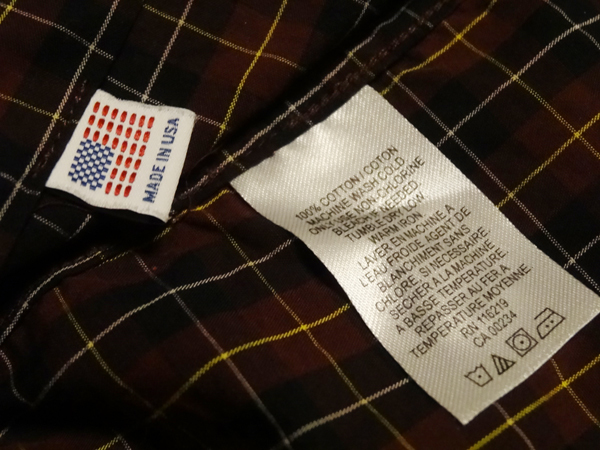 MADE IN USA
100% COTTON / COTON
MACHINE WASH COLD
NON-CHLORINE
BLEACH NEEDED.
TUMBLE DRY LOW
WARM IRON
LAVER EN MACHINE A
L'EAU FROIDE AGENT DE
BLANCHIMENT SANS
CHLORE, SI NECESSAIRE
SECHER A LA MACHINE
A BASSE TEMPERATURE
REPASSER AU FER A
TEMPERATURE MOYENNE
RN 116219
CA 00234